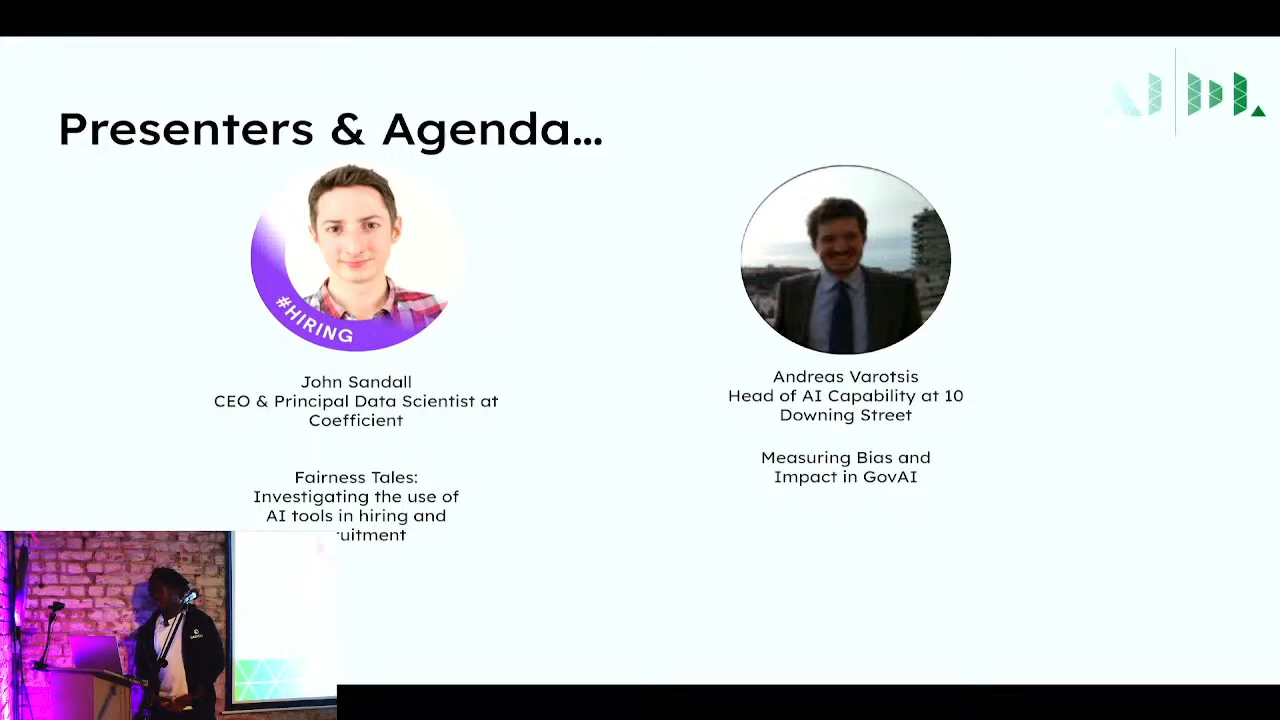 Presenters & Agenda...
#HIRING
John Sandall
CEO & Principal Data Scientist at
Coefficient
Fairness Tales:
Investigating the use of
AI tools in hiring and
ruitment
Andreas Varotsis
Head of AI Capability at 10
Downing Street
Measuring Bias and
Impact in GovAI